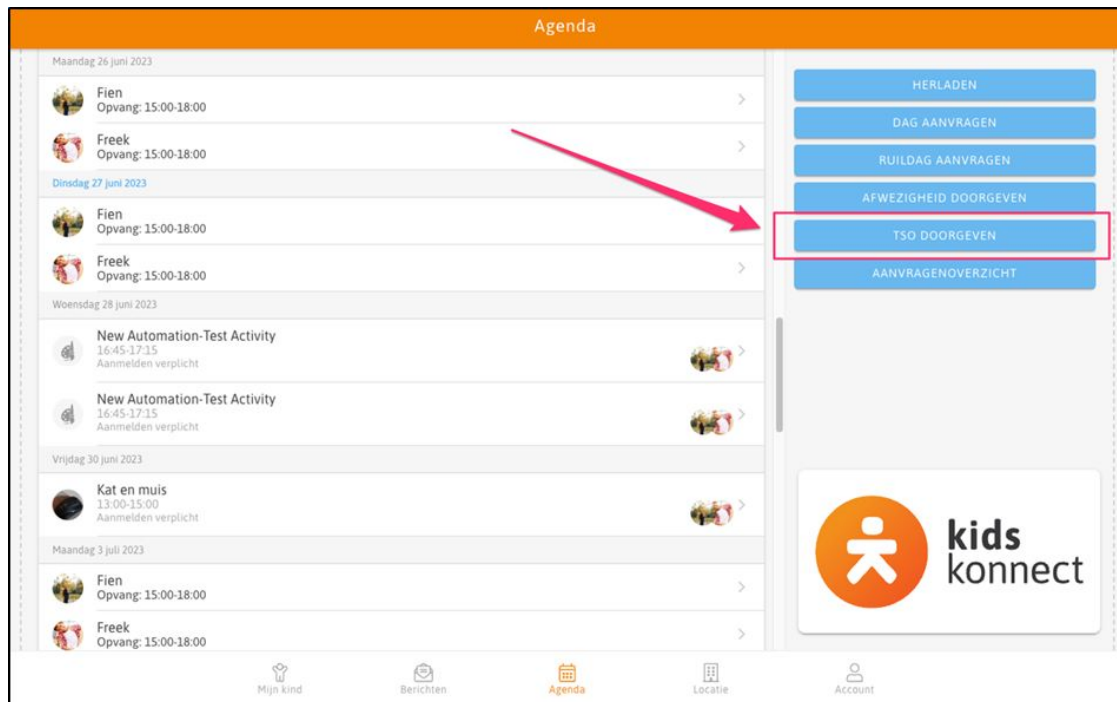 Agenda
Maandag 26 juni 2023
Fien
Opvang: 15:00-18:00
Freek
Opvang: 15:00-18:00
Dinsdag 27 juni 2023
Fien
Opvang: 15:00-18:00
Freek
Opvang: 15:00-18:00
Woensdag 28 juni 2023
New Automation-Test Activity
16:45-17:15
Aanmelden verplicht
New Automation-Test Activity
16:45-17:15
Aanmelden verplicht
Vrijdag 30 juni 2023
Kat en muis
13:00-15:00
Aanmelden verplicht
Maandag 3 juli 2023
Fien
Opvang: 15:00-18:00
Freek
Opvang: 15:00-18:00
HERLADEN
DAG AANVRAGEN
RUILDAG AANVRAGEN
AFWEZIGHEID DOORGEVEN
TSO DOORGEVEN
AANVRAGENOVERZICHT
kids
konnect
Mijn kind
Berichten
Agenda
Locatie
Account